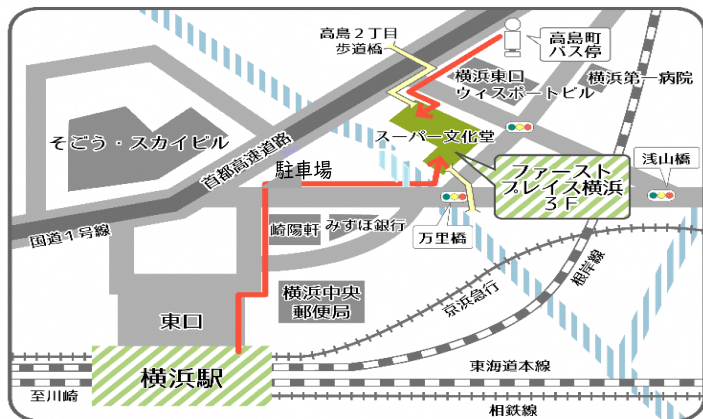 高島２丁目
歩道橋
高島町
バス停
横浜東口
ウィスポートビル
横浜第一病院
そごう・スカイビル
首都高速道路
スーパー文化堂
駐車場
ファースト
プレイス横浜
３Ｆ
浅山橋
国道１号線
崎陽軒
みずほ銀行
万里橋
横浜中央
郵便局
京浜急行
根岸線
東口
横浜駅
東海道本線
至川崎
相鉄線